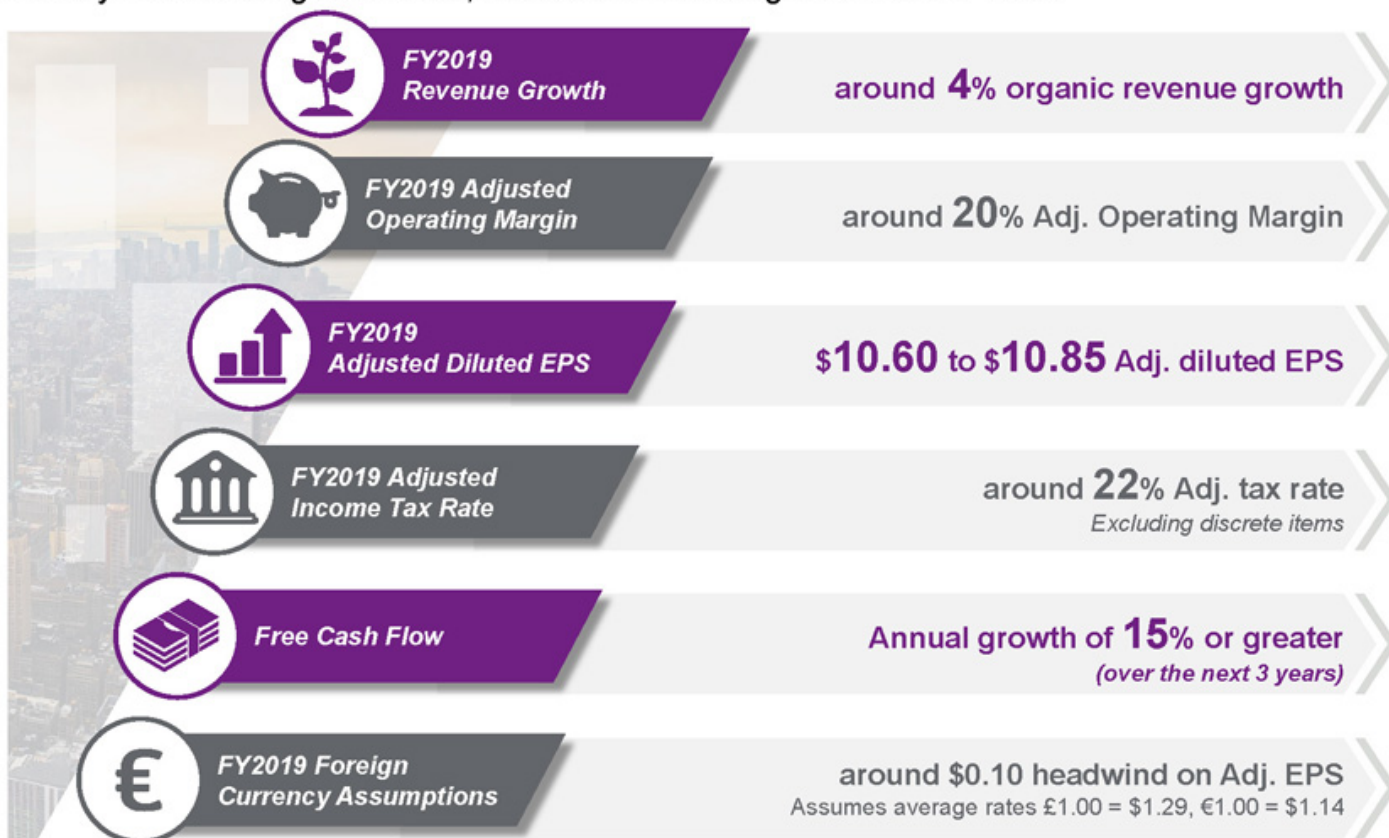 FY2019
Revenue Growth
around 4% organic revenue growth
FY2019 Adjusted
Operating Margin
around 20% Adj. Operating Margin
FY2019
Adjusted Diluted EPS
$10.60 to $10.85 Adj. diluted EPS
FY2019 Adjusted
Income Tax Rate
around 22% Adj. tax rate
Excluding discrete items
Free Cash Flow
Annual growth of 15% or greater
(over the next 3 years)
€
FY2019 Foreign
Currency Assumptions
around $0.10 headwind on Adj. EPS
Assumes average rates £1.00 = $1.29, €1.00 = $1.14